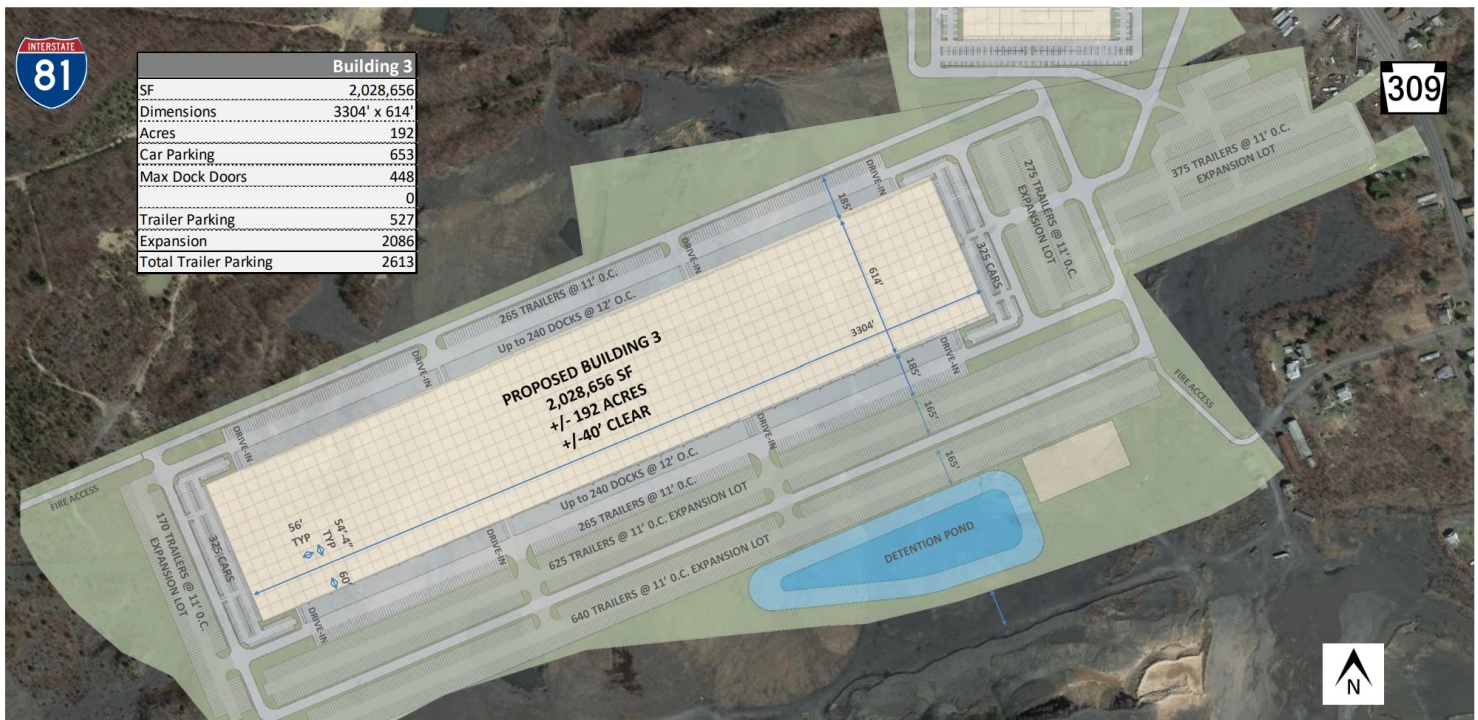 INTERSTATE
81
Building 3
SF 2,028,656
Dimensions 3304' x 614'
Acres 192
Car Parking 653
Max Dock Doors 448
0
Trailer Parking 527
Expansion 2086
Total Trailer Parking 2613
309
375 TRAILERS @ 11' O.C.
EXPANSION LOT
275 TRAILERS @ 11' O.C.
EXPANSION LOT
DRIVE-IN
185'
325 CARS
DRIVE-IN
614'
265 TRAILERS @ 11' O.C.
Up to 240 DOCKS @ 12' O.C.
3304'
DRIVE-IN
PROPOSED BUILDING 3
2,028,656 SF
+/- 192 ACRES
+/-40' CLEAR
DRIVE-IN
185'
FIRE ACCESS
165'
DRIVE-IN
DRIVE-IN
165'
FIRE ACCESS
Up to 240 DOCKS @ 12' O.C.
265 TRAILERS @ 11' O.C.
625 TRAILERS @ 11' O.C. EXPANSION LOT
640 TRAILERS @ 11' O.C. EXPANSION LOT
DETENTION POND
170 TRAILERS @ 11' O.C.
EXPANSION LOT
325 CARS
56'
TYP
54'-4"
TYP
60'
DRIVE-IN
DRIVE-IN
N